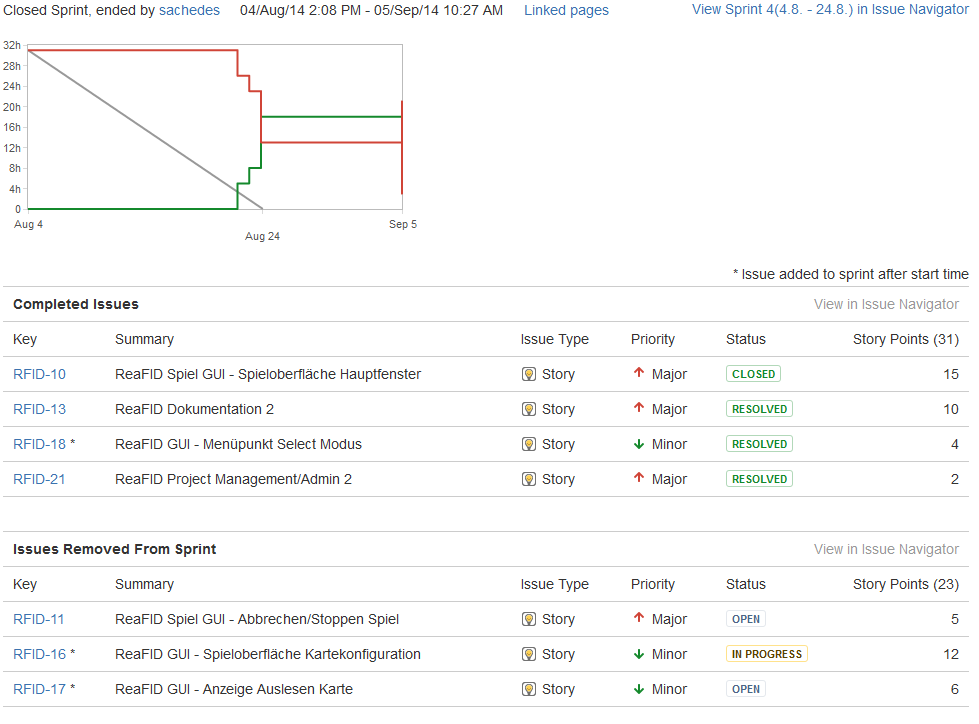 Closed Sprint, ended by sachedes 04/Aug/14 2:08 PM - 05/Sep/14 10:27 AM Linked pages View Sprint 4(4.8. - 24.8.) in Issue Navigator
32h
28h
24h
20h
16h
12h
8h
4h
0
Aug 4
Aug 24
Sep 5
* Issue added to sprint after start time
Completed Issues View in Issue Navigator
Key Summary Issue Type Priority Status Story Points (31)
RFID-10 ReaFID Spiel GUI - Spieloberfläche Hauptfenster Story Major CLOSED 15
RFID-13 ReaFID Dokumentation 2 Story Major RESOLVED 10
RFID-18 * ReaFID GUI - Menüpunkt Select Modus Story Minor RESOLVED 4
RFID-21 ReaFID Project Management/Admin 2 Story Major RESOLVED 2
Issues Removed From Sprint View in Issue Navigator
Key Summary Issue Type Priority Status Story Points (23)
RFID-11 ReaFID Spiel GUI - Abbrechen/Stoppen Spiel Story Major OPEN 5
RFID-16 * ReaFID GUI - Spieloberfläche Kartekonfiguration Story Minor IN PROGRESS 12
RFID-17 * ReaFID GUI - Anzeige Auslesen Karte Story Minor OPEN 6